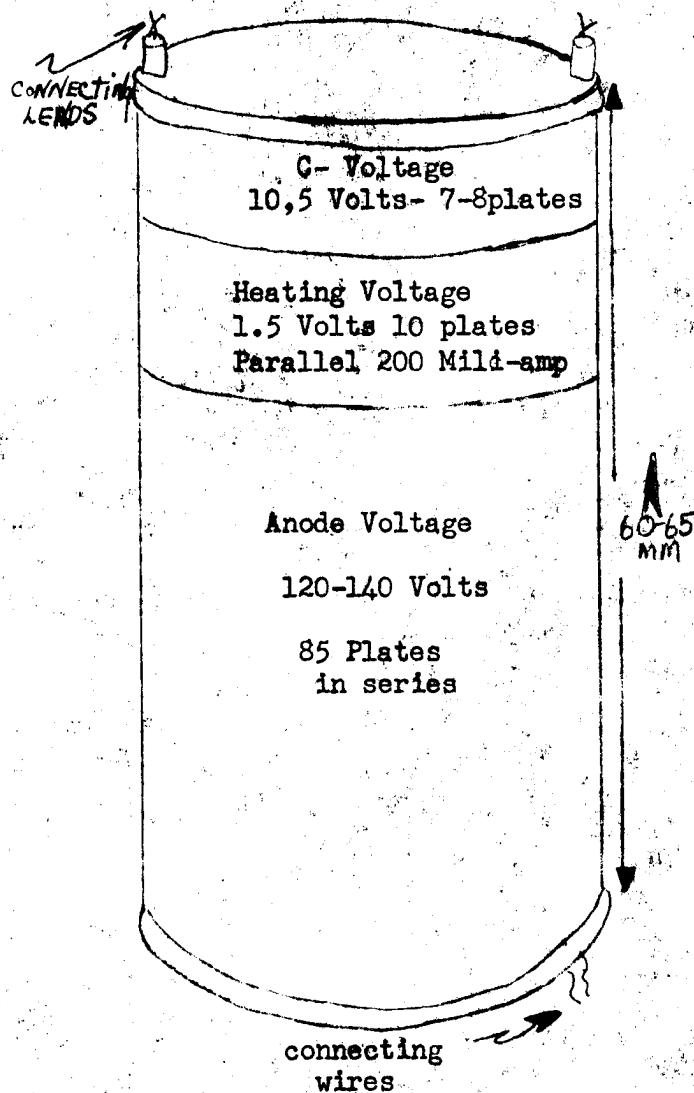 CONNECTING
LEADS
C- Voltage
10,5 Volts- 7-8plates
Heating Voltage
1.5 Volts 10 plates
Parallel 200 Mild-amp
Anode Voltage
60-65
MM
120-140 Volts
85 Plates
in series
connecting
wires